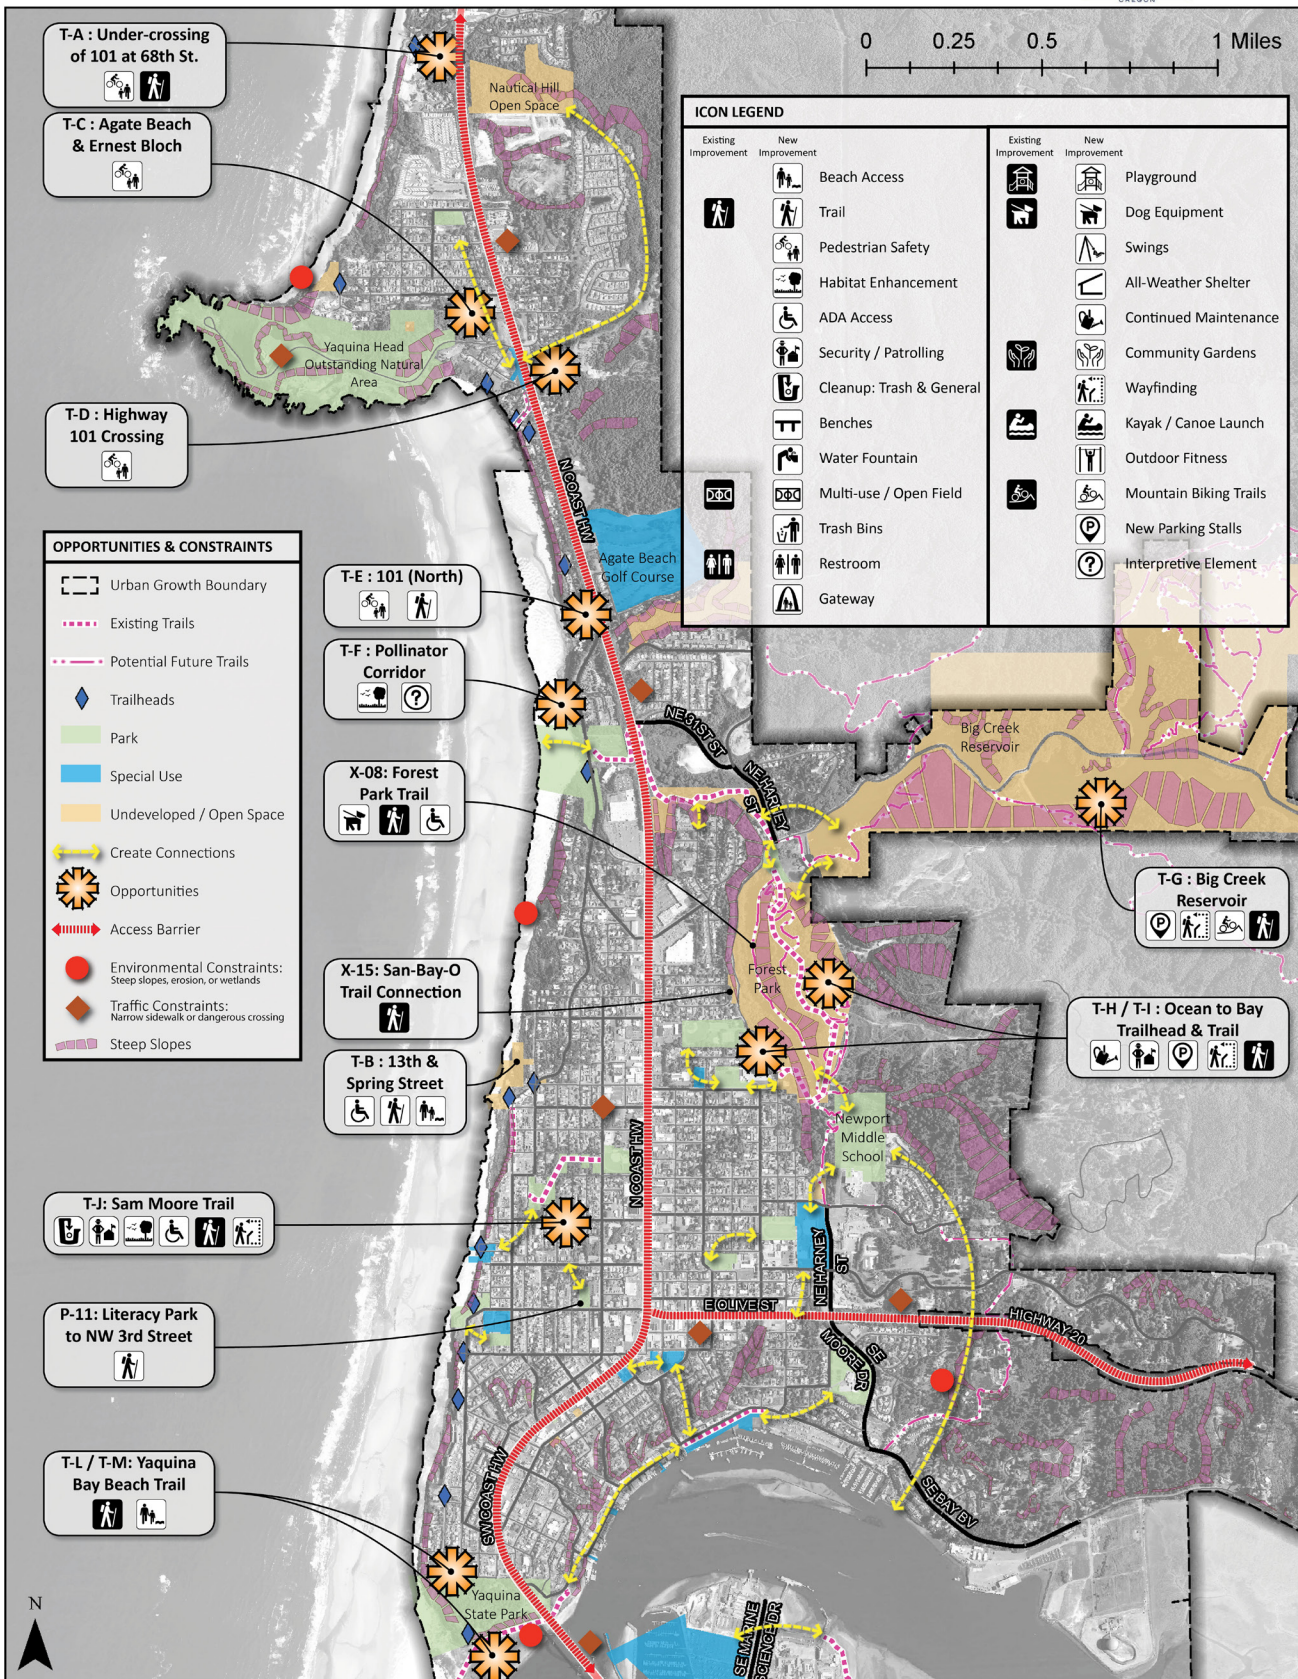 OREGON
T-A : Under-crossing
of 101 at 68th St.
T-C : Agate Beach
& Ernest Bloch
T-D : Highway
101 Crossing
0 0.25 0.5 1 Miles
Nautical Hill
Open Space
Yaquina Head
Outstanding Natural
Area
ICON LEGEND
Existing
Improvement
New
Improvement
Beach Access
Trail
Pedestrian Safety
Habitat Enhancement
ADA Access
Security / Patrolling
Cleanup: Trash & General
Benches
Water Fountain
Multi-use / Open Field
Trash Bins
Restroom
Gateway
Existing
Improvement
New
Improvement
Playground
Dog Equipment
Swings
All-Weather Shelter
Continued Maintenance
Community Gardens
Wayfinding
Kayak / Canoe Launch
Outdoor Fitness
Mountain Biking Trails
New Parking Stalls
Interpretive Element
OPPORTUNITIES & CONSTRAINTS
Urban Growth Boundary
Existing Trails
Potential Future Trails
Trailheads
Park
Special Use
Undeveloped / Open Space
Create Connections
Opportunities
Access Barrier
Environmental Constraints:
Steep slopes, erosion, or wetlands
Traffic Constraints:
Narrow sidewalk or dangerous crossing
Steep Slopes
N COAST HW
Agate Beach
Golf Course
T-E : 101 (North)
T-F : Pollinator
Corridor
X-08: Forest
Park Trail
X-15: San-Bay-O
Trail Connection
T-B : 13th &
Spring Street
NE 31ST ST
NE HARNEY
ST
Big Creek
Reservoir
T-G : Big Creek
Reservoir
Forest
Park
T-H / T-I : Ocean to Bay
Trailhead & Trail
Newport
Middle
School
N COAST HW
T-J: Sam Moore Trail
P-11: Literacy Park
to NW 3rd Street
T-L / T-M: Yaquina
Bay Beach Trail
NE HARNEY
ST
E OLIVE ST
HIGHWAY 20
SE
MOORE DR
SW COAST HW
SE BAY BV
Yaquina
State Park
SE MARINE
SCIENCE DR
N